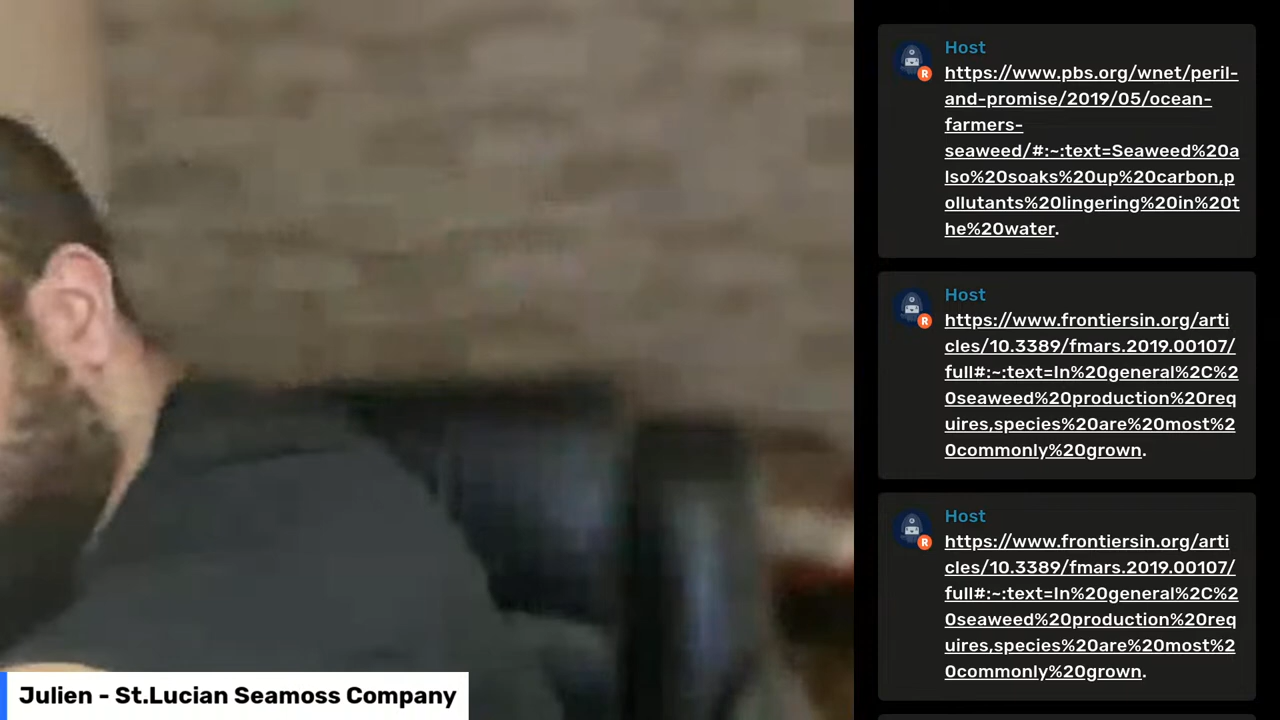 Host
https://www.pbs.org/wnet/peril-
and-promise/2019/05/ocean-
farmers-
seaweed/#:~:text=Seaweed%20a
lso%20soaks%20up%20carbon,p
ollutants%20lingering%20in%20t
he%20water.
Host
https://www.frontiersin.org/arti
cles/10.3389/fmars.2019.00107/
full#:~:text=In%20general%2C%2
0seaweed%20production%20req
uires,species%20are%20most%2
0commonly%20grown.
Host
https://www.frontiersin.org/arti
cles/10.3389/fmars.2019.00107/
full#:~:text=In%20general%2C%2
0seaweed%20production%20req
uires,species%20are%20most%2
0commonly%20grown.
Julien - St.Lucian Seamoss Company